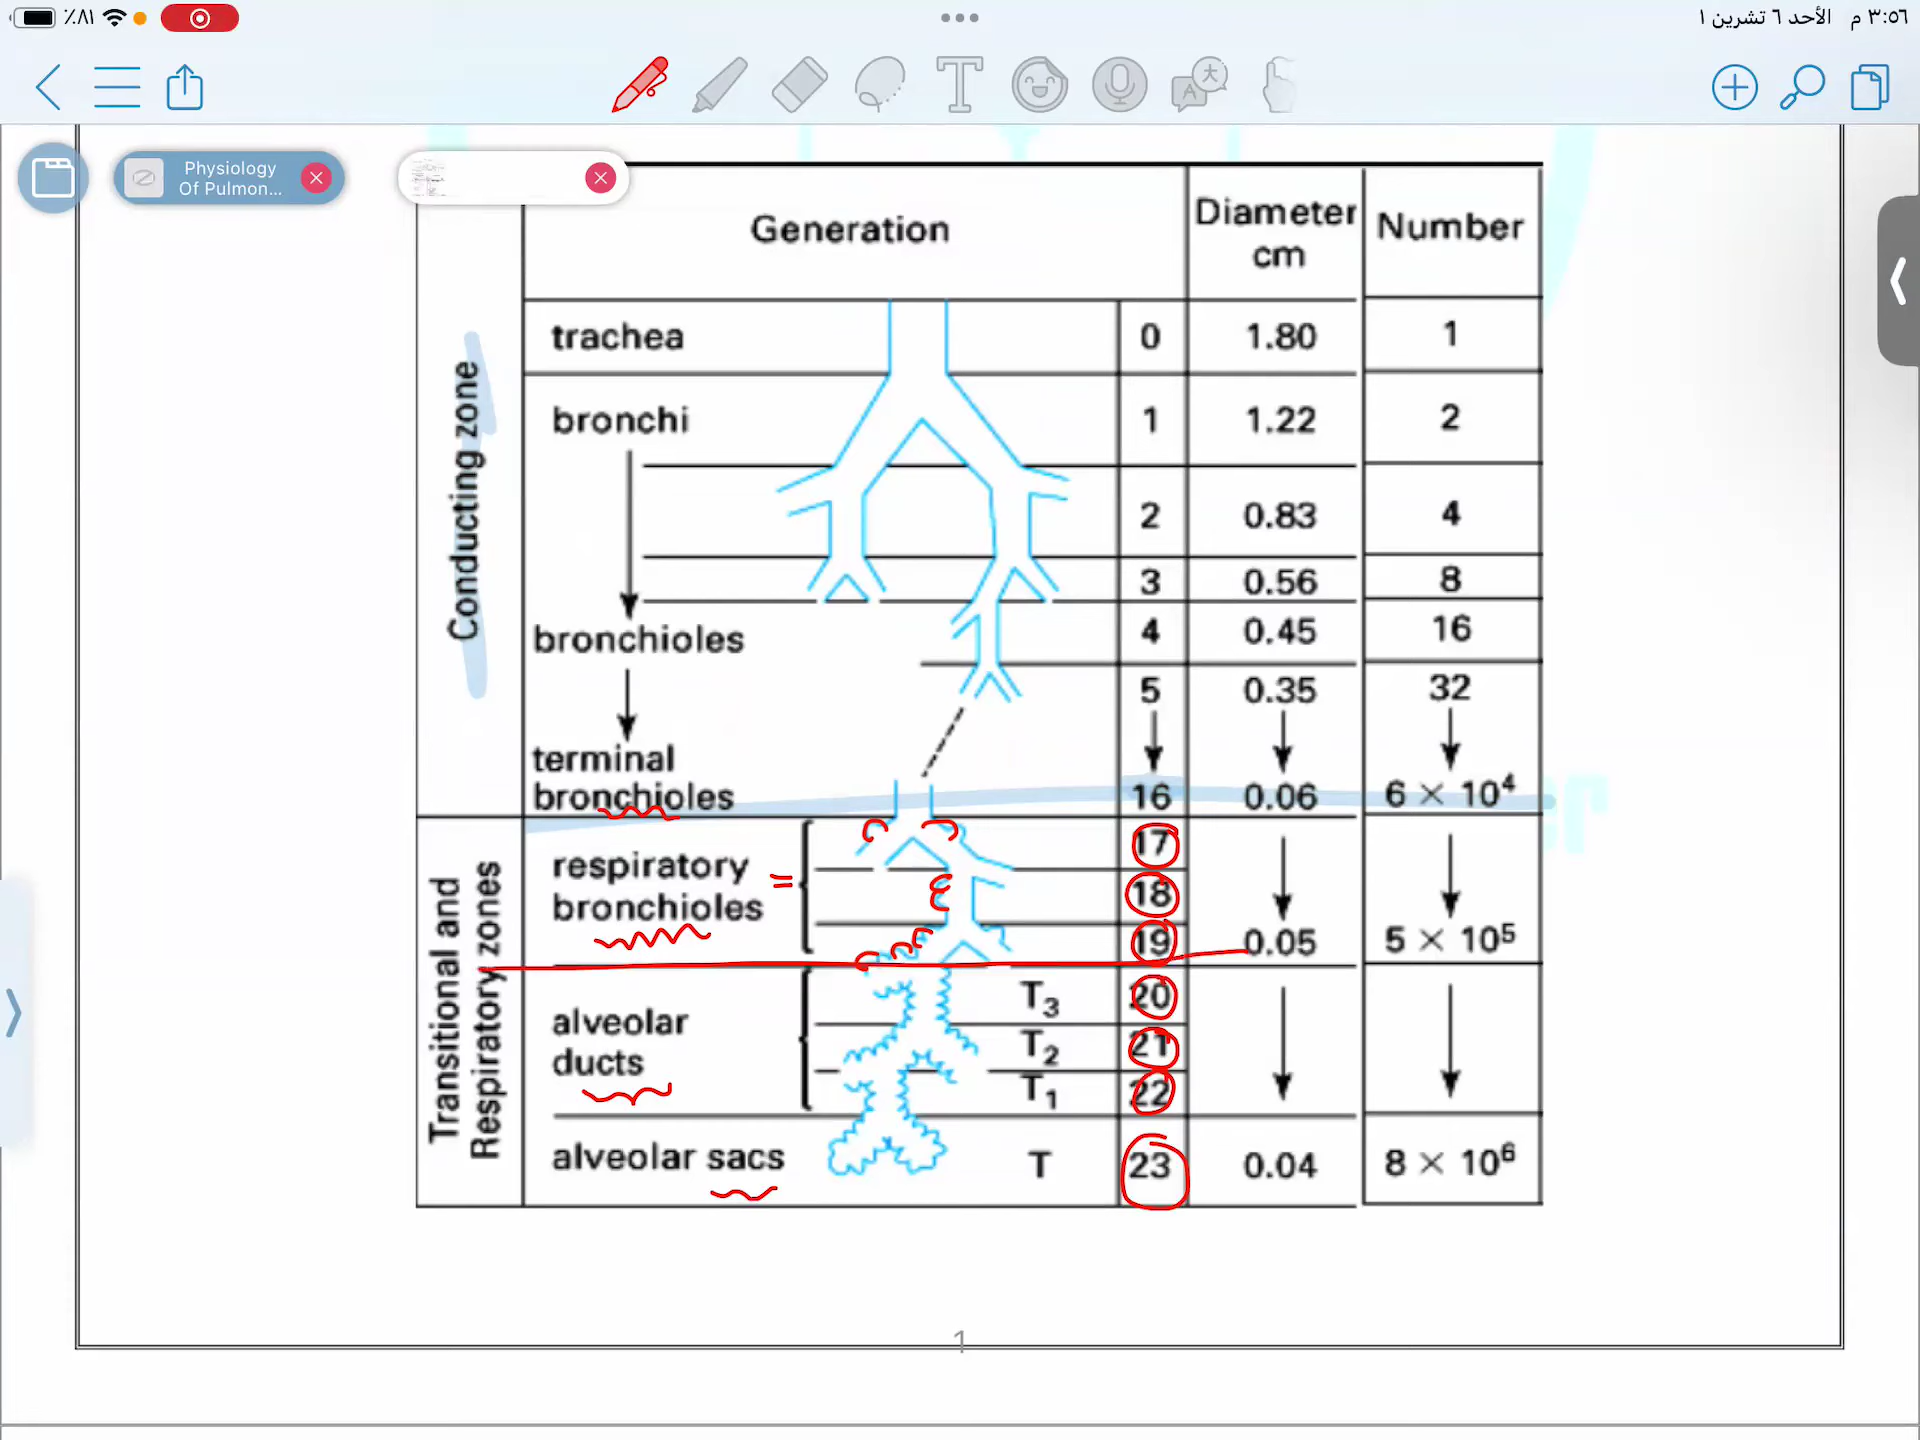 ٪٨١
٣:٥٦ م الأحد ٦ تشرين ١
Physiology
Of Pulmon...
Generation
Diameter
cm
Number
Conducting zone
trachea 0 1.80 1
bronchi 1 1.22 2
2 0.83 4
3 0.56 8
bronchioles 4 0.45 16
5 0.35 32
terminal
bronchioles 16 0.06 6 × 10⁴
Transitional and
Respiratory zones
17
respiratory
bronchioles 18
19 0.05 5 × 10⁵
alveolar
ducts
T₃ 20
T₂ 21
T₁ 22
alveolar sacs T 23 0.04 8 × 10⁶
1